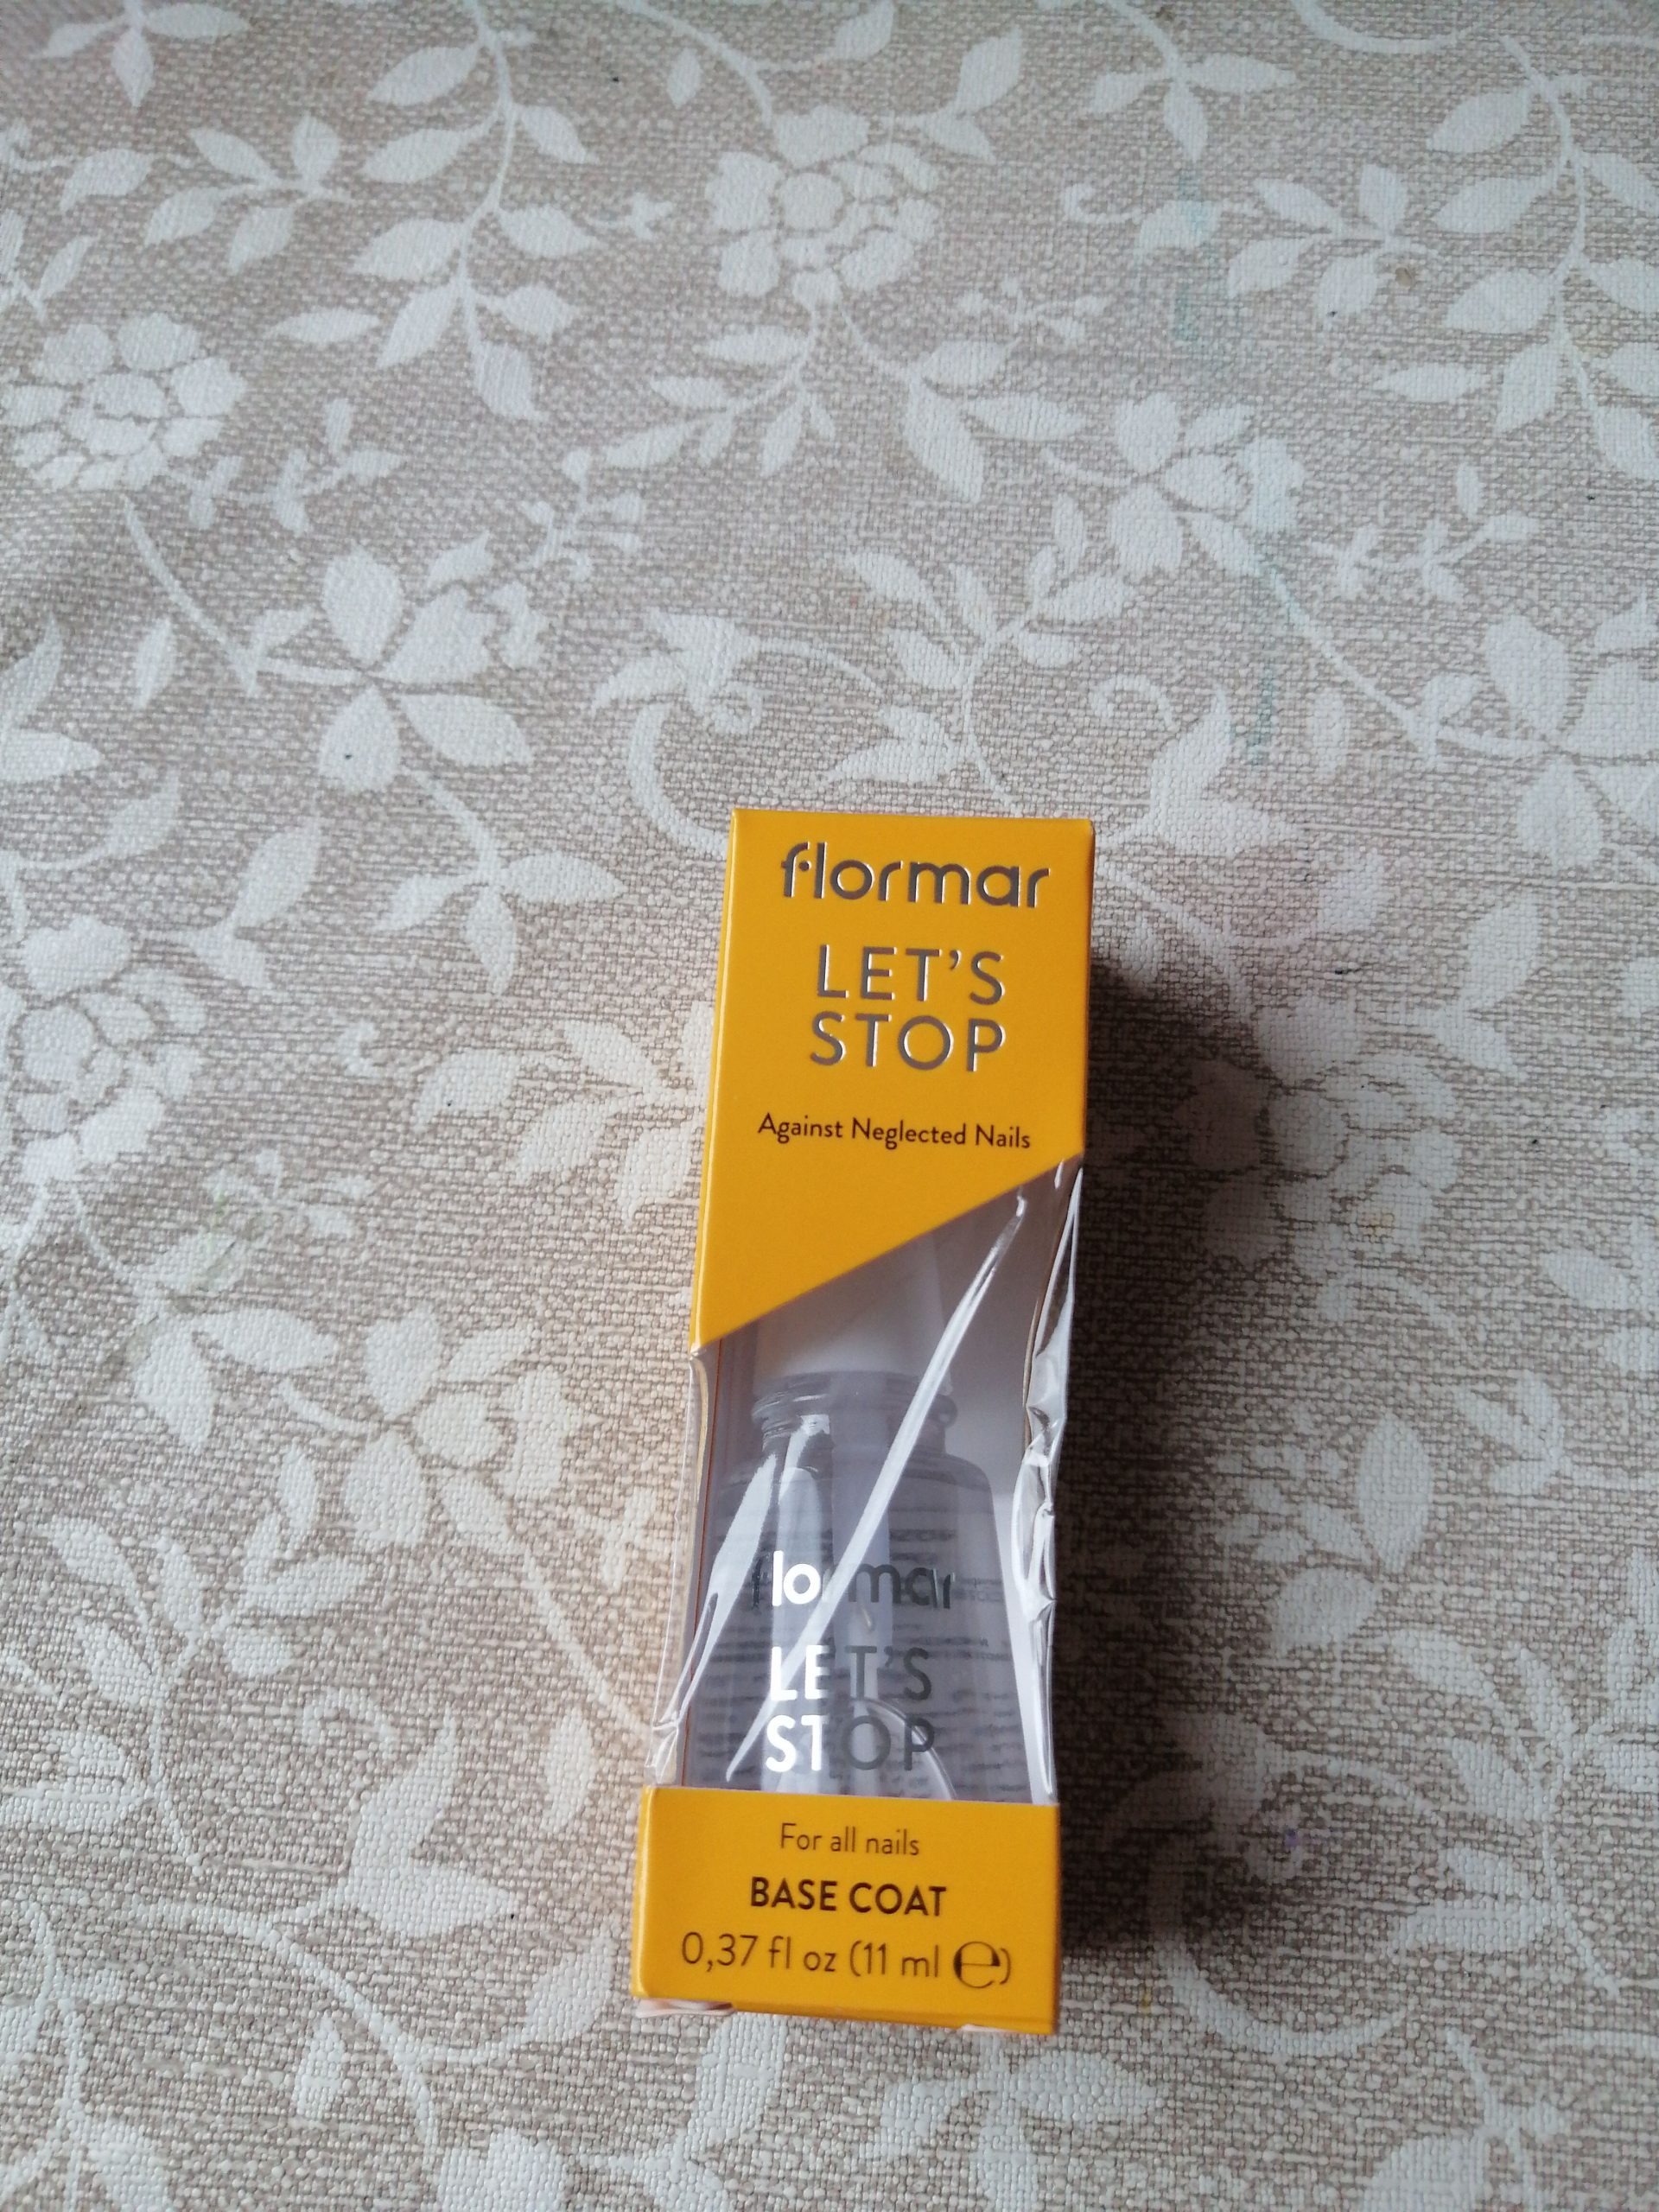 flormar
LET'S
STOP
Against Neglected Nails
flormar
LET'S
STOP
For all nails
BASE COAT
0,37 fl oz (11 ml ℮)